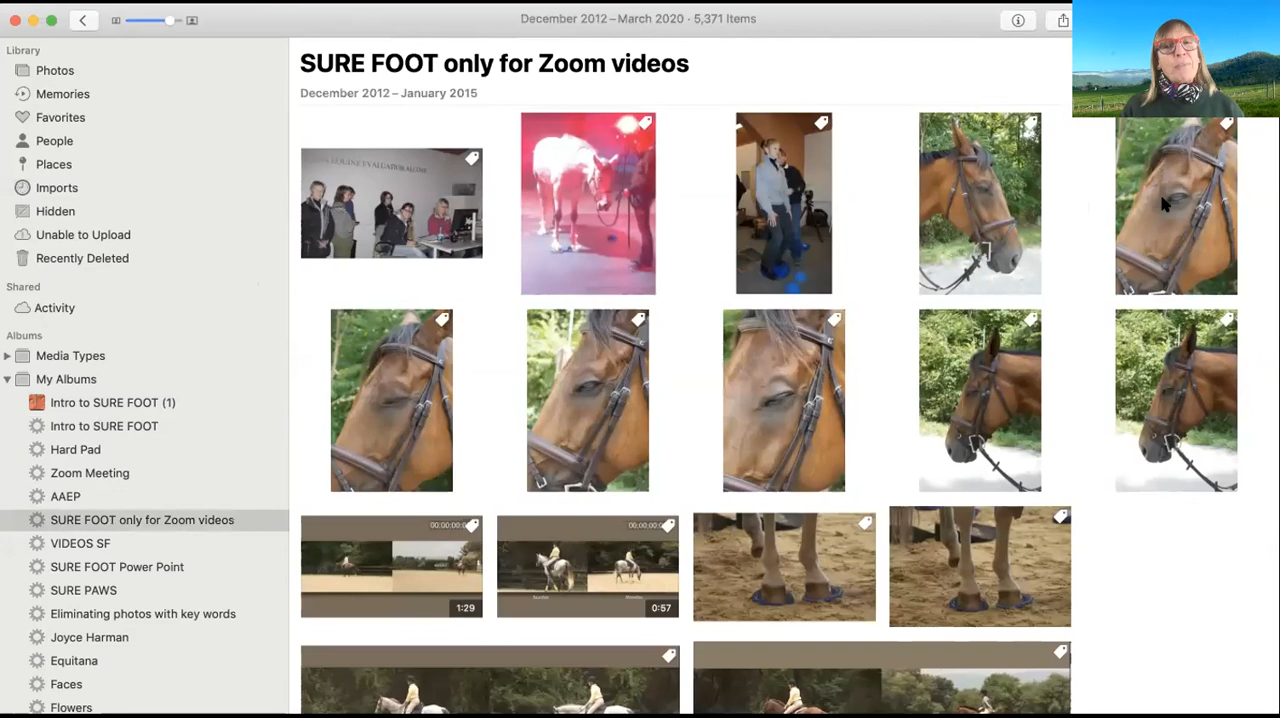 December 2012 – March 2020 · 5,371 Items
Library
Photos
Memories
Favorites
People
Places
Imports
Hidden
Unable to Upload
Recently Deleted
Shared
Activity
Albums
Media Types
My Albums
Intro to SURE FOOT (1)
Intro to SURE FOOT
Hard Pad
Zoom Meeting
AAEP
SURE FOOT only for Zoom videos
VIDEOS SF
SURE FOOT Power Point
SURE PAWS
Eliminating photos with key words
Joyce Harman
Equitana
Faces
Flowers
SURE FOOT only for Zoom videos
December 2012 – January 2015
EQUINE EVALUATION
1:29
0:57